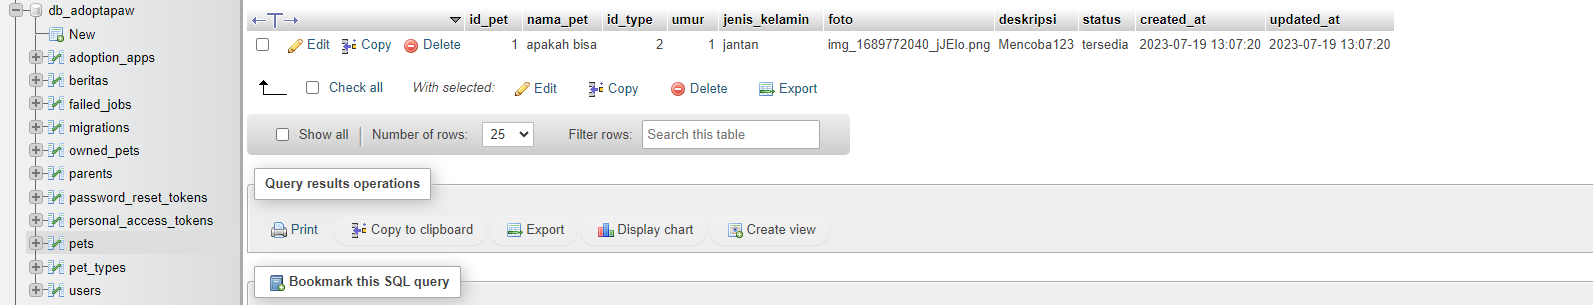 db_adoptapaw
New
adoption_apps
beritas
failed_jobs
migrations
owned_pets
parents
password_reset_tokens
personal_access_tokens
pets
pet_types
users
id_pet nama_pet id_type umur jenis_kelamin foto deskripsi status created_at updated_at
Edit Copy Delete 1 apakah bisa 2 1 jantan img_1689772040_jJElo.png Mencoba123 tersedia 2023-07-19 13:07:20 2023-07-19 13:07:20
Check all With selected: Edit Copy Delete Export
Show all Number of rows: 25 Filter rows: Search this table
Query results operations
Print Copy to clipboard Export Display chart Create view
Bookmark this SQL query